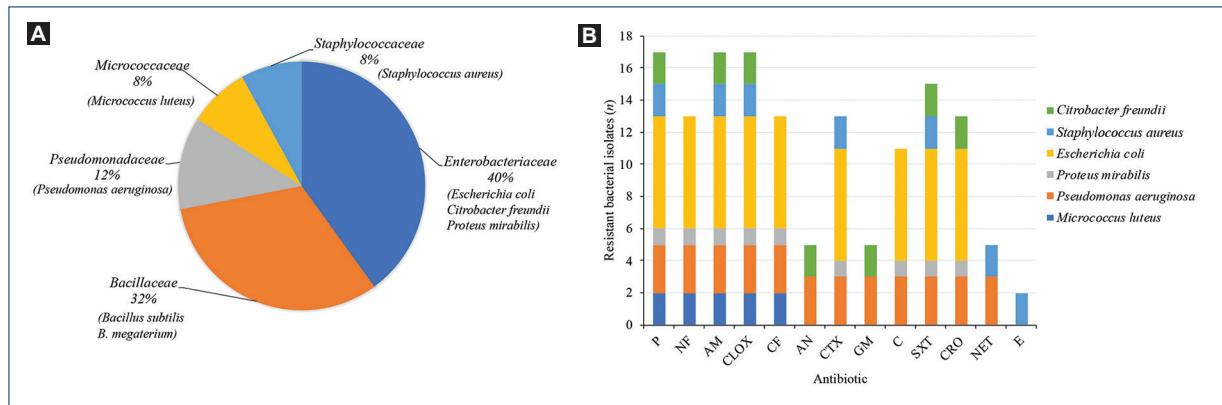 A
Staphylococcaceae
8%
(Staphylococcus aureus)
Micrococcaceae
8%
(Micrococcus luteus)
Pseudomonadaceae
12%
(Pseudomonas aeruginosa)
Enterobacteriaceae
40%
(Escherichia coli
Citrobacter freundii
Proteus mirabilis)
Bacillaceae
32%
(Bacillus subtilis
B. megaterium)
B
Resistant bacterial isolates (n)
18
16
14
12
10
8
6
4
2
0
P
NF
AM
CLOX
CF
AN
CTX
GM
C
SXT
CRO
NET
E
Antibiotic
Citrobacter freundii
Staphylococcus aureus
Escherichia coli
Proteus mirabilis
Pseudomonas aeruginosa
Micrococcus luteus